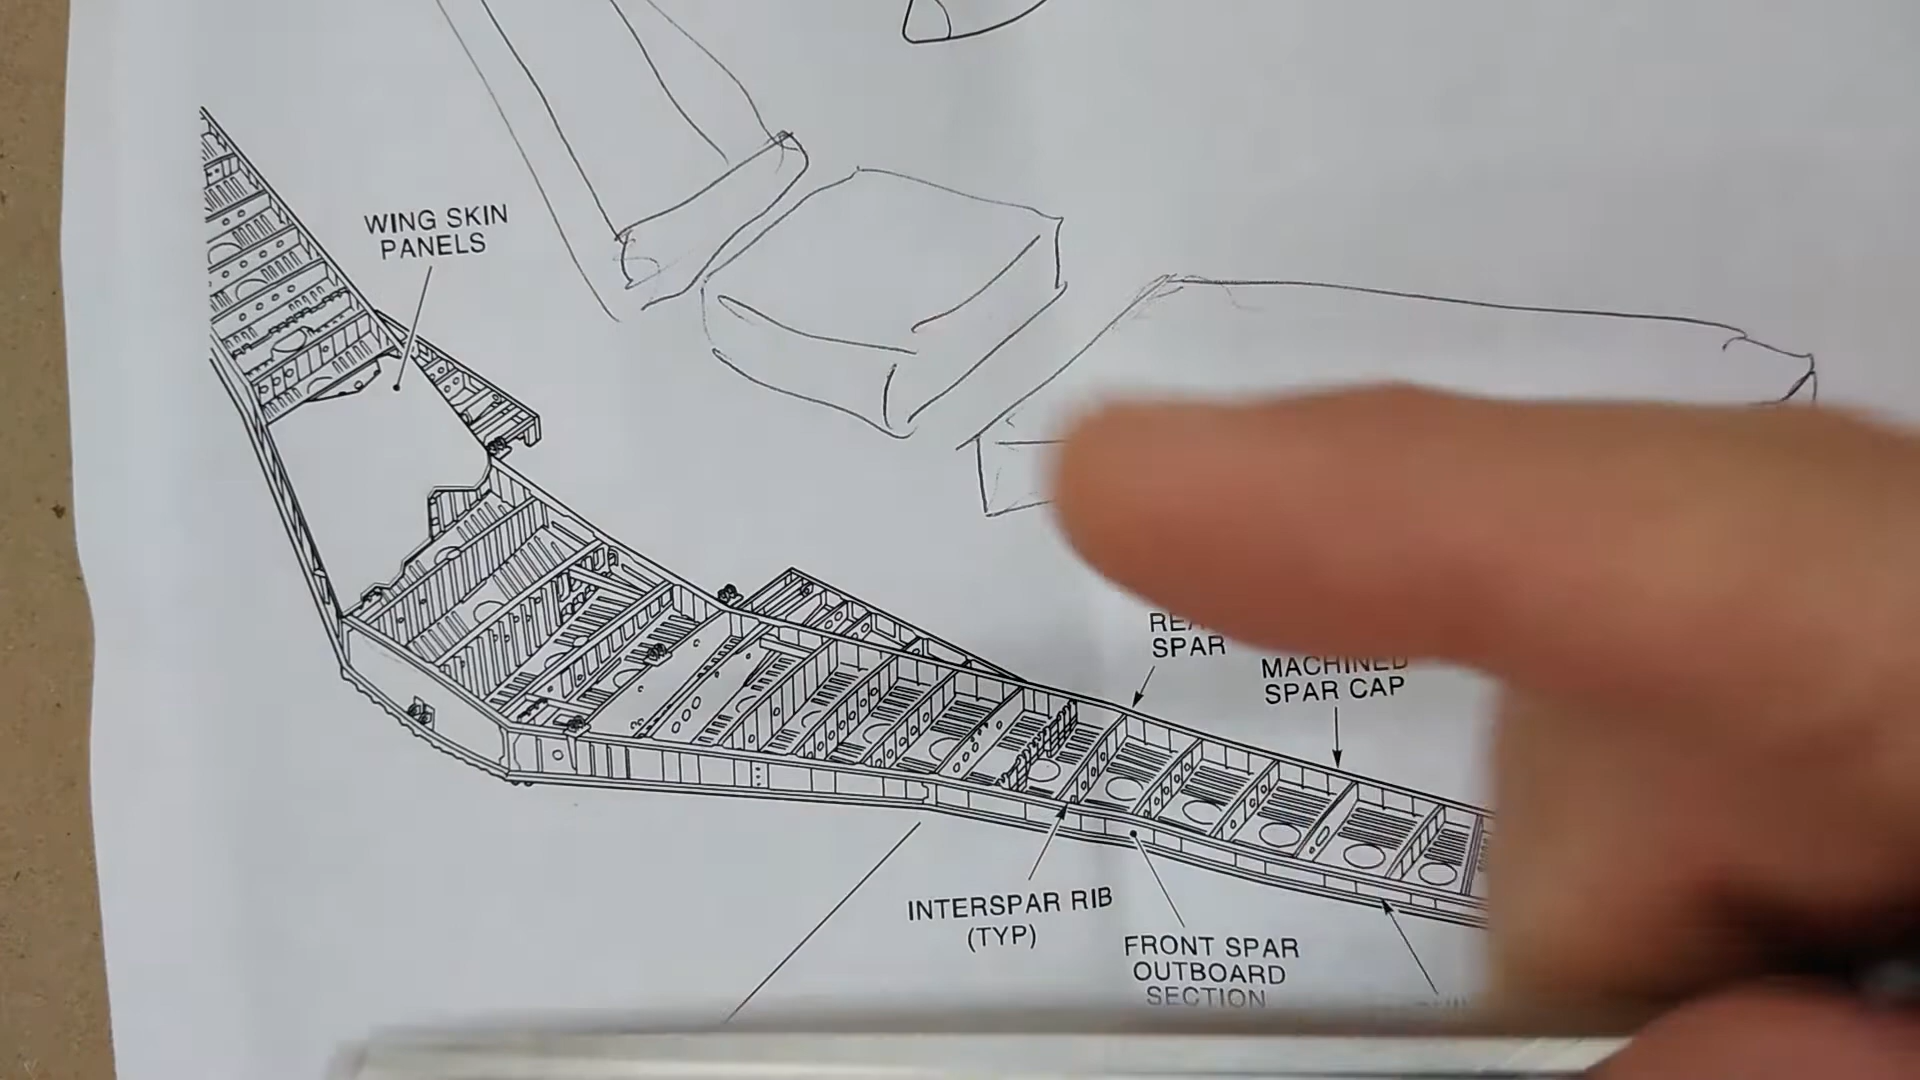 WING SKIN
PANELS
SPAR
MACHINED
SPAR CAP
INTERSPAR RIB
(TYP)
FRONT SPAR
OUTBOARD
SECTION